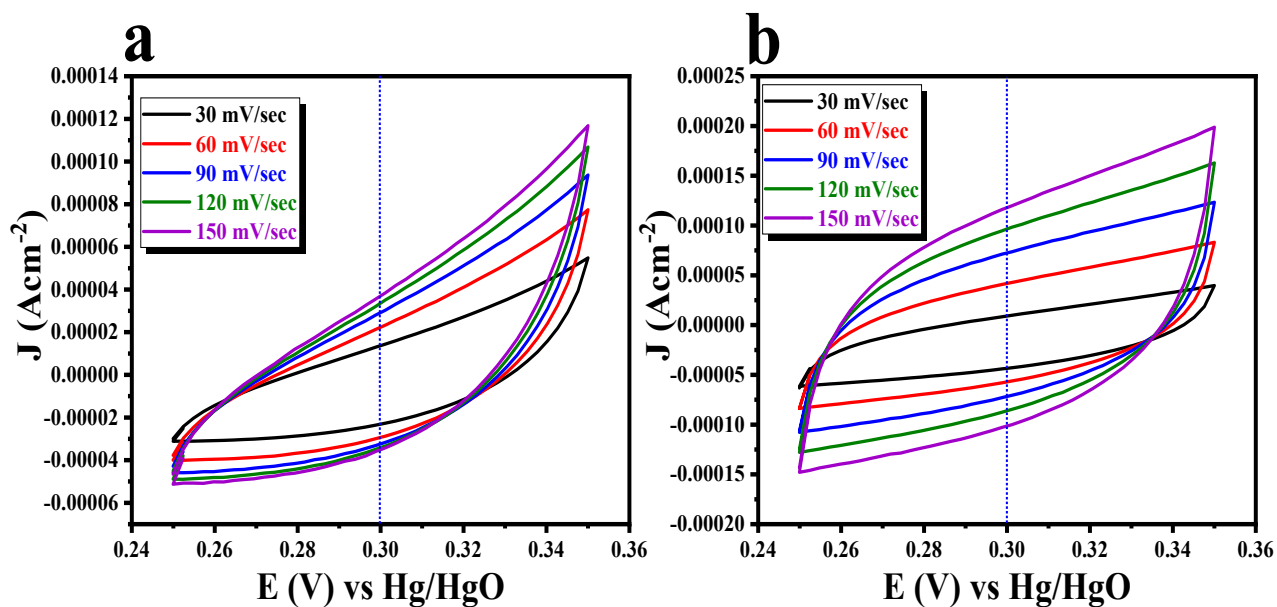 a
0.00014
0.00012
0.00010
0.00008
0.00006
0.00004
0.00002
0.00000
-0.00002
-0.00004
-0.00006
J (Acm⁻²)
30 mV/sec
60 mV/sec
90 mV/sec
120 mV/sec
150 mV/sec
0.24 0.26 0.28 0.30 0.32 0.34 0.36
E (V) vs Hg/HgO
b
0.00025
0.00020
0.00015
0.00010
0.00005
0.00000
-0.00005
-0.00010
-0.00015
-0.00020
J (Acm⁻²)
30 mV/sec
60 mV/sec
90 mV/sec
120 mV/sec
150 mV/sec
0.24 0.26 0.28 0.30 0.32 0.34 0.36
E (V) vs Hg/HgO